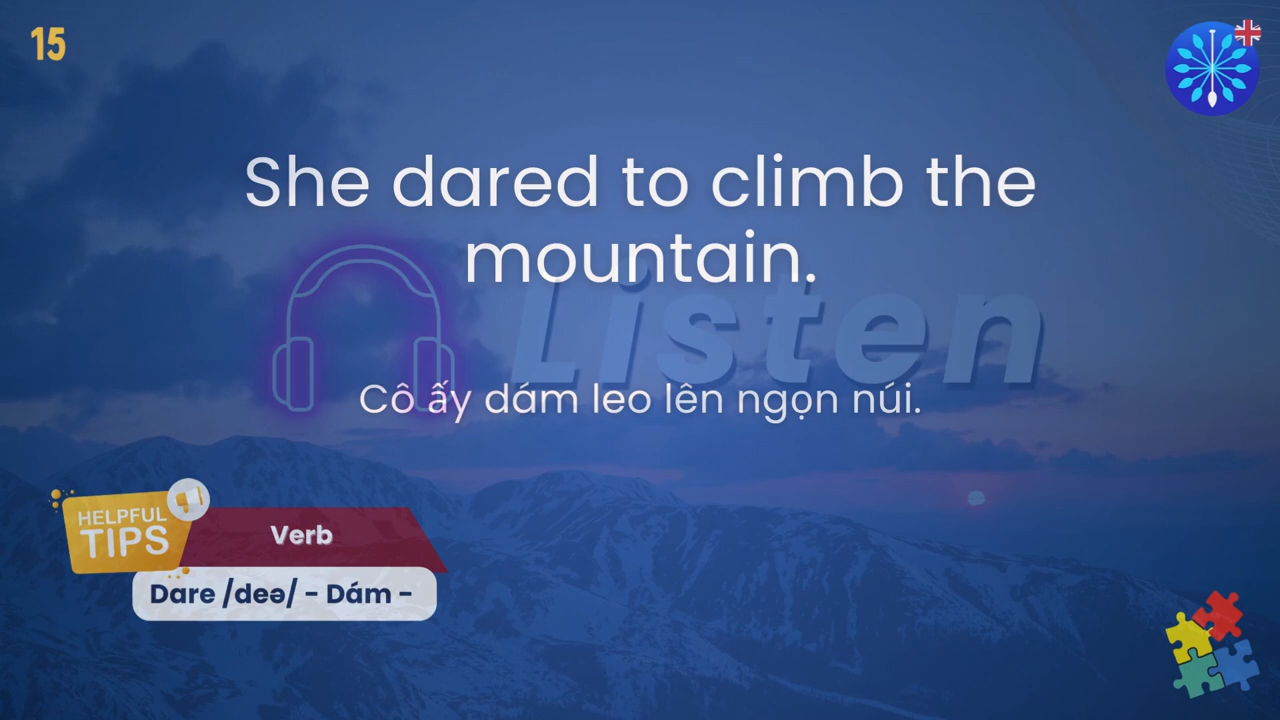 15
She dared to climb the
mountain.
Listen
Cô ấy dám leo lên ngọn núi.
HELPFUL
TIPS
Verb
Dare /deə/ - Dám -